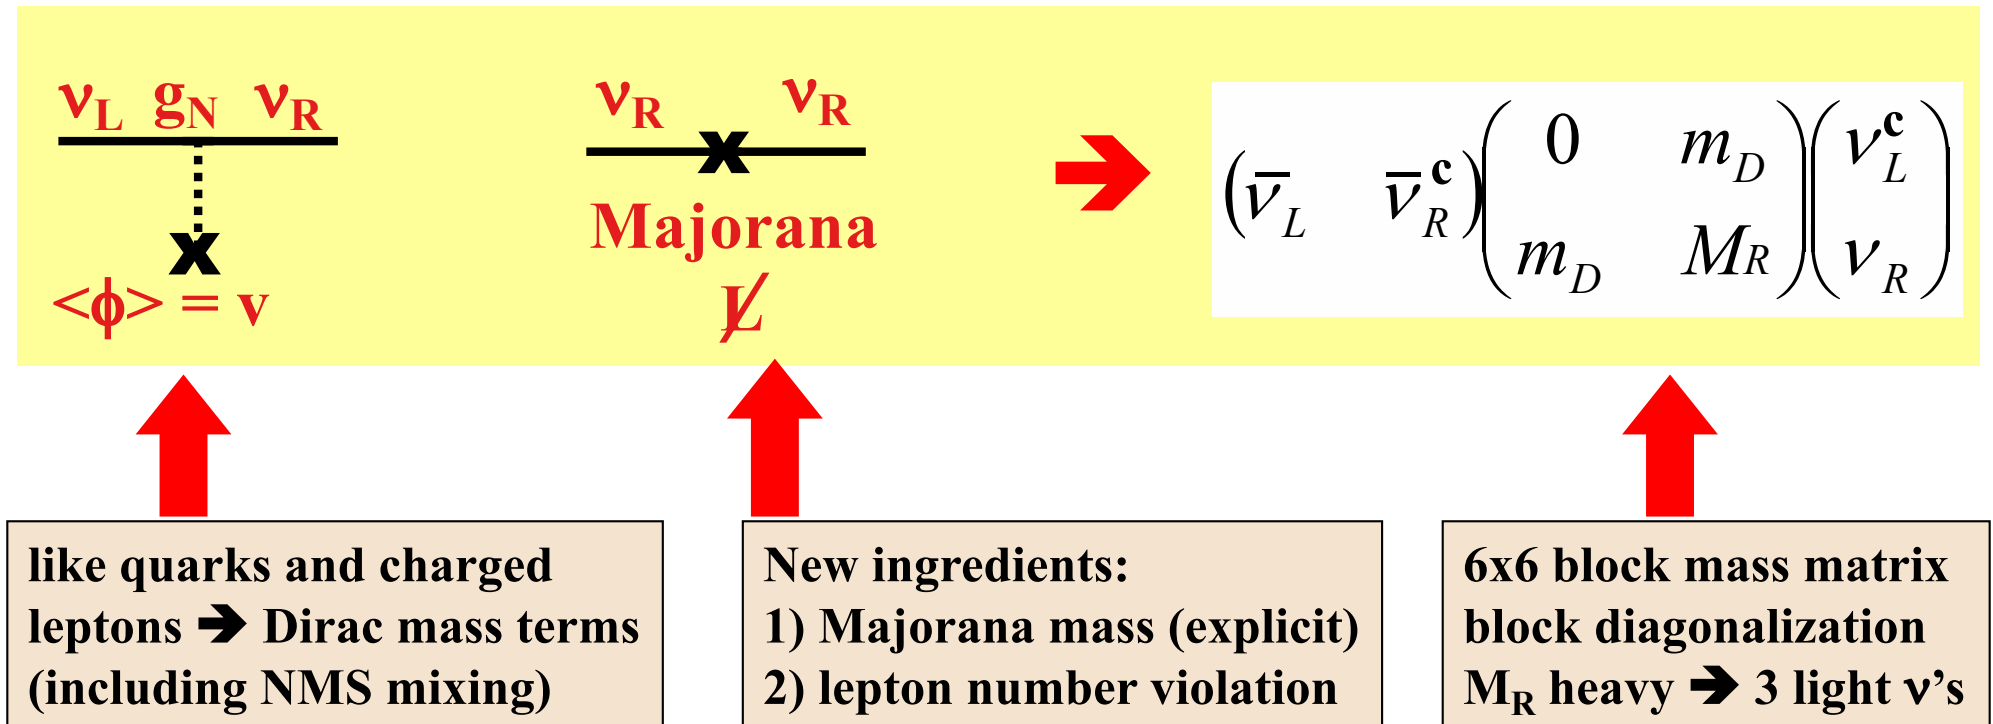 νL gN νR
<ϕ> = v
νR νR
Majorana
L̸
(ν̅L ν̅R^c) (0 mD
mD MR) (νL^c
νR)
like quarks and charged
leptons ➔ Dirac mass terms
(including NMS mixing)
New ingredients:
1) Majorana mass (explicit)
2) lepton number violation
6x6 block mass matrix
block diagonalization
MR heavy ➔ 3 light ν’s